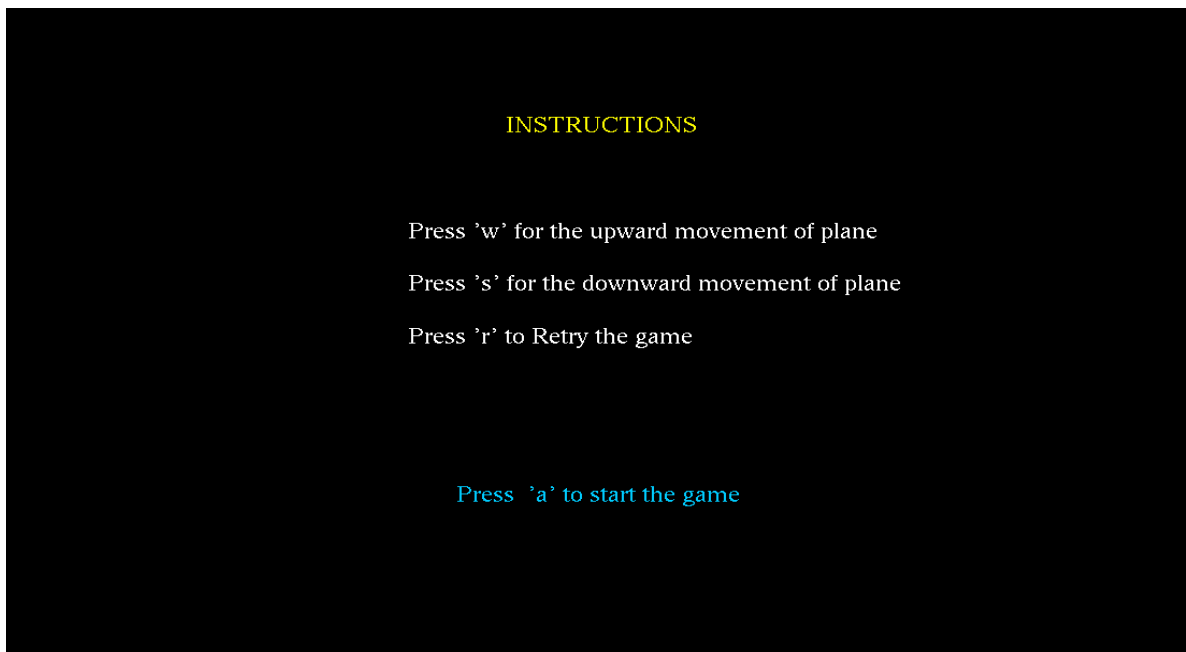 INSTRUCTIONS
Press ’w’ for the upward movement of plane
Press ’s’ for the downward movement of plane
Press ’r’ to Retry the game
Press  ’a’ to start the game